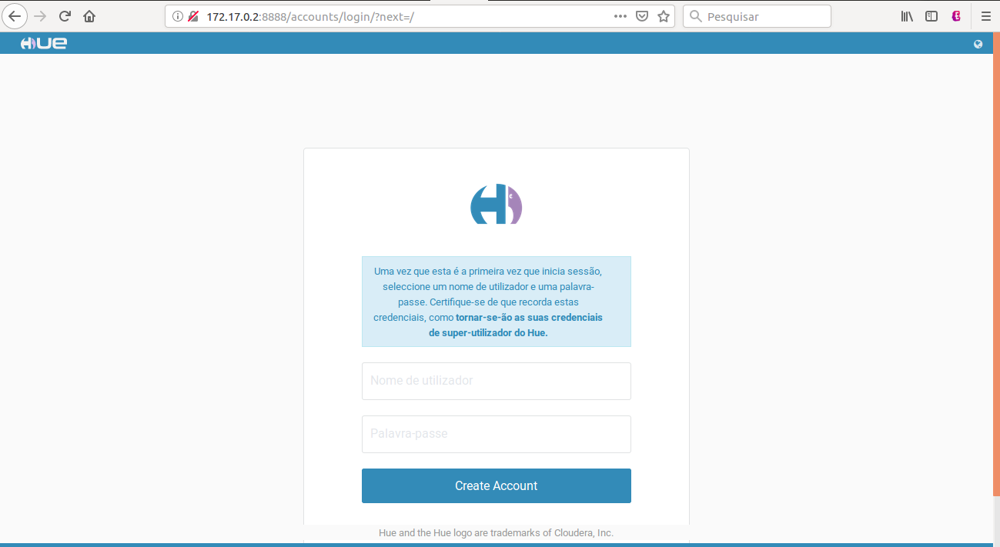 172.17.0.2:8888/accounts/login/?next=/
Pesquisar
HUE
Uma vez que esta é a primeira vez que inicia sessão,
seleccione um nome de utilizador e uma palavra-
passe. Certifique-se de que recorda estas
credenciais, como tornar-se-ão as suas credenciais
de super-utilizador do Hue.
Nome de utilizador
Palavra-passe
Create Account
Hue and the Hue logo are trademarks of Cloudera, Inc.